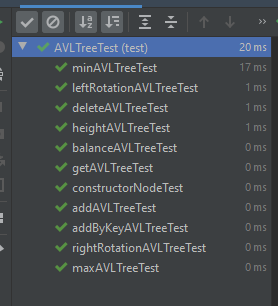 AVLTreeTest (test) 20 ms
minAVLTreeTest 17 ms
leftRotationAVLTreeTest 1 ms
deleteAVLTreeTest 1 ms
heightAVLTreeTest 1 ms
balanceAVLTreeTest 0 ms
getAVLTreeTest 0 ms
constructorNodeTest 0 ms
addAVLTreeTest 0 ms
addByKeyAVLTreeTest 0 ms
rightRotationAVLTreeTest 0 ms
maxAVLTreeTest 0 ms